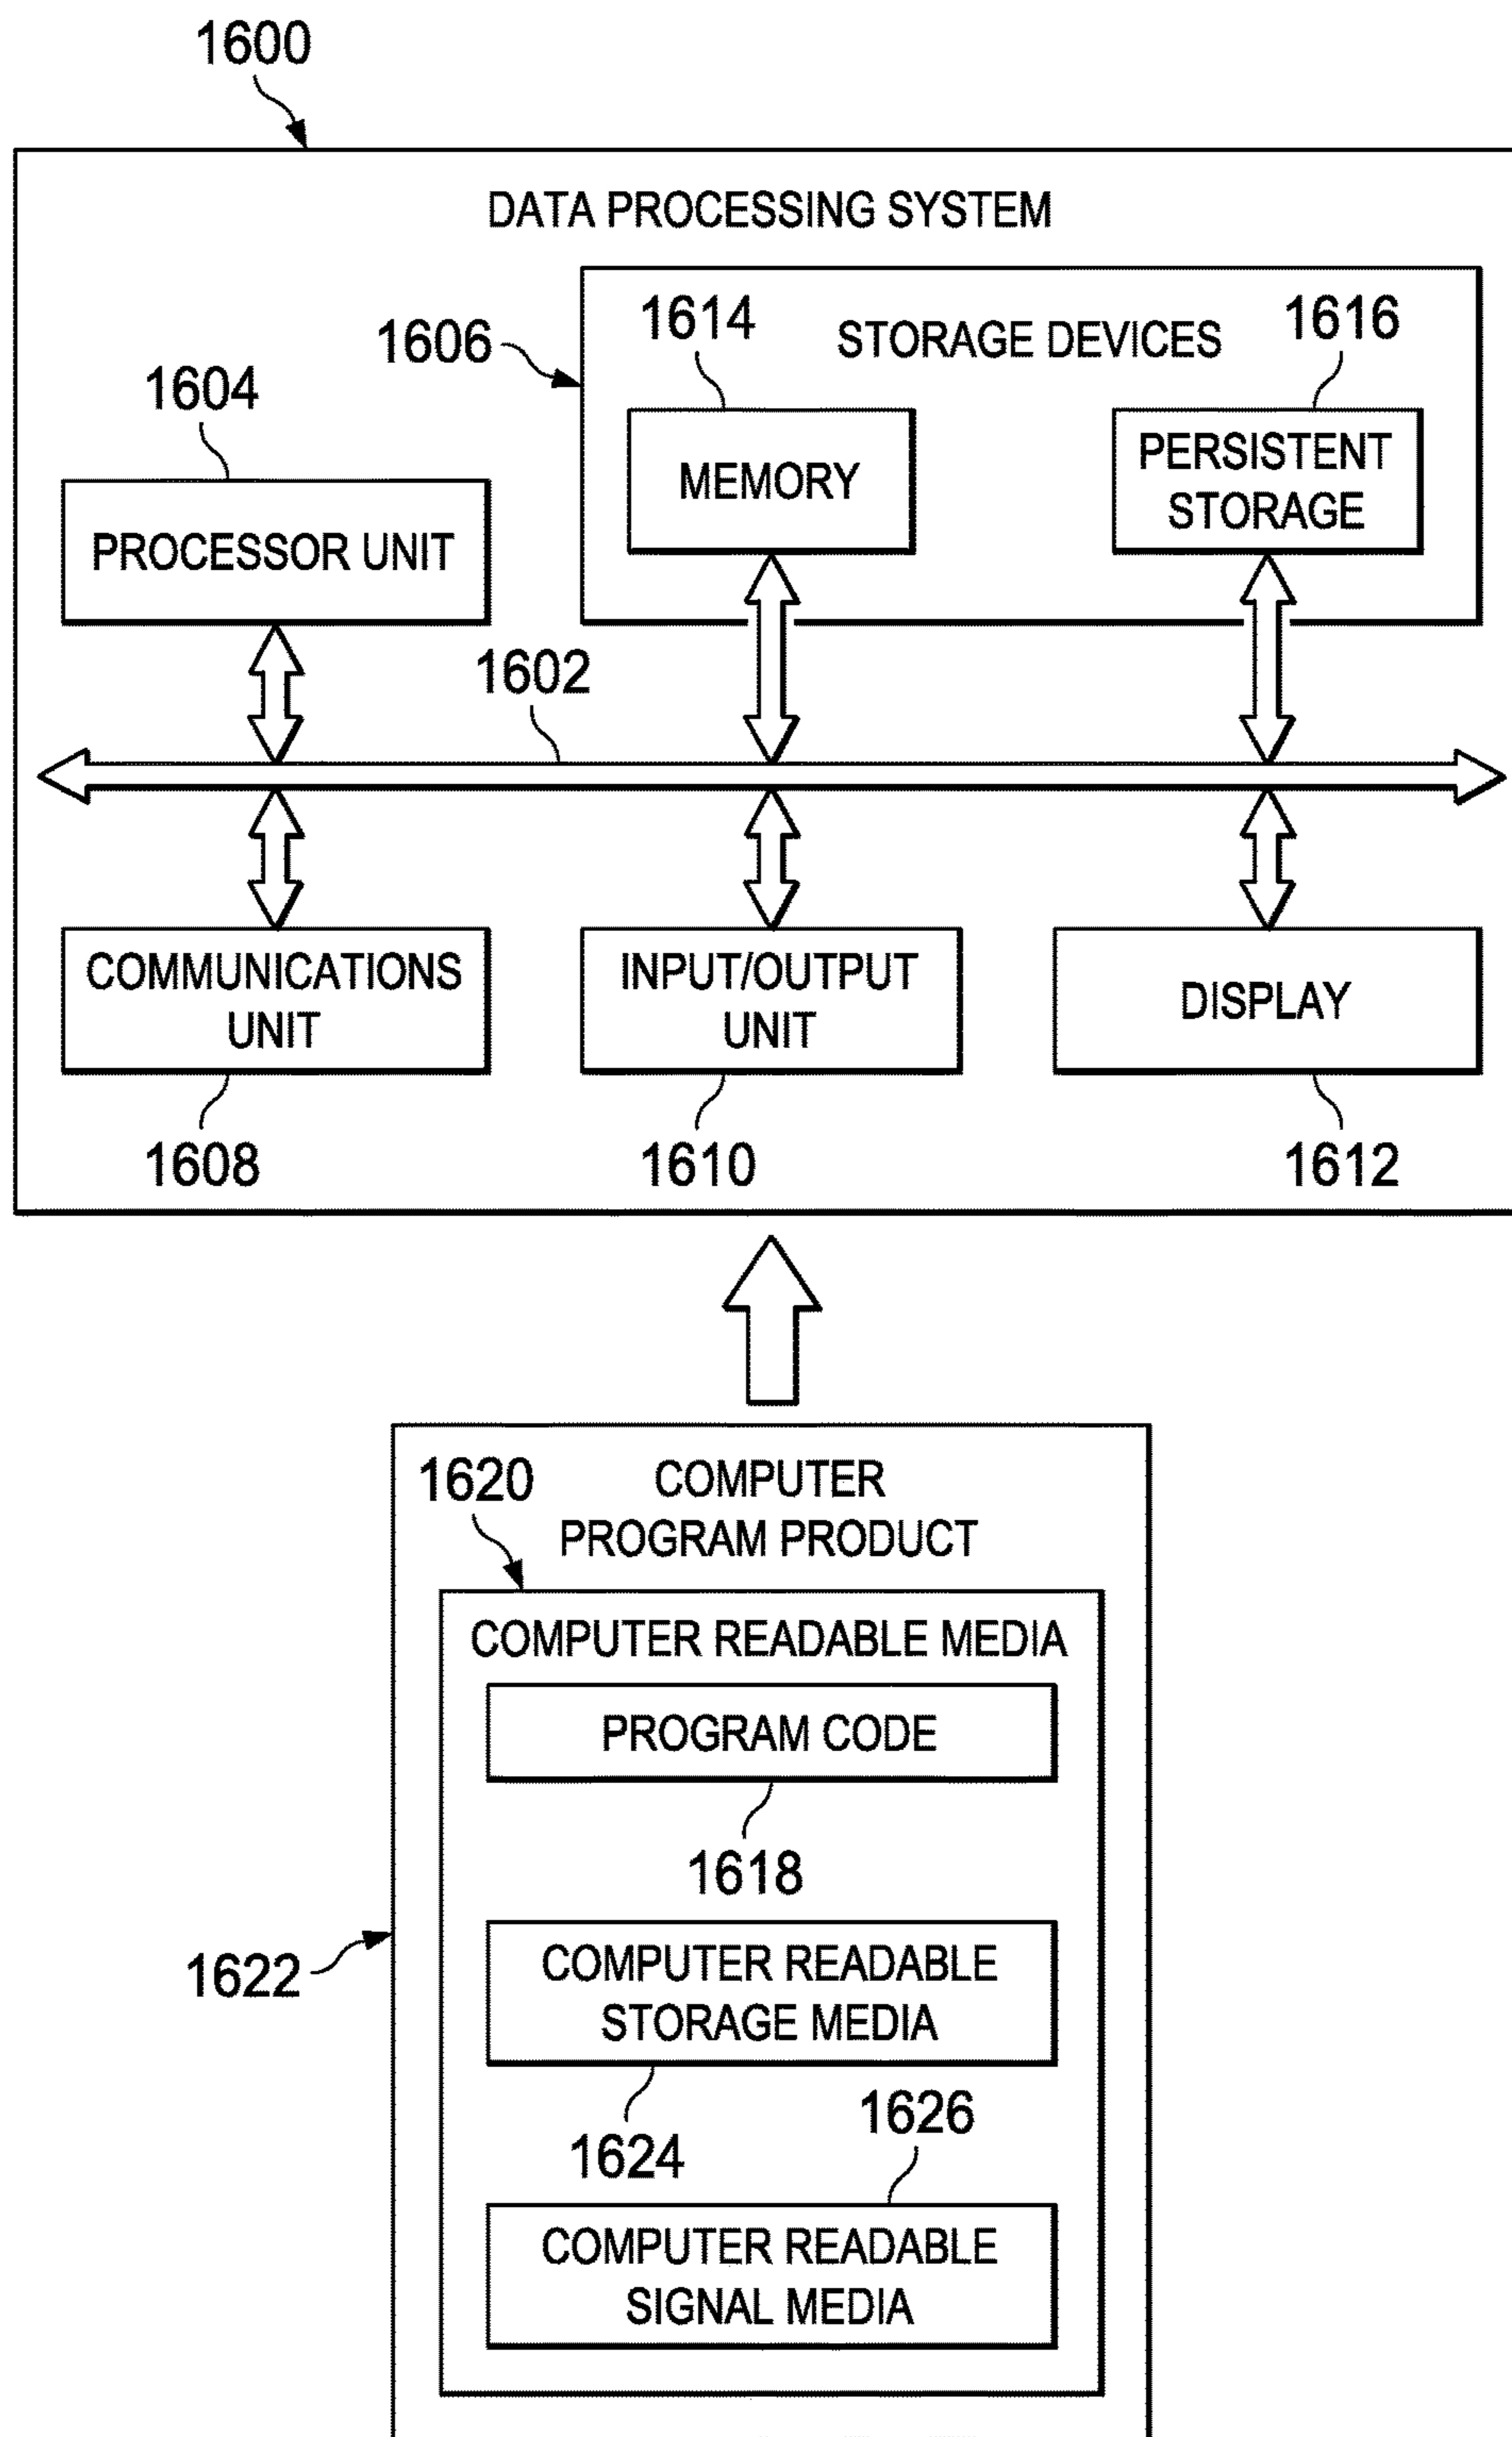 1600
DATA PROCESSING SYSTEM
1606
1614
STORAGE DEVICES
1616
1604
MEMORY
PERSISTENT
STORAGE
PROCESSOR UNIT
1602
COMMUNICATIONS
UNIT
INPUT/OUTPUT
UNIT
DISPLAY
1608
1610
1612
1620
COMPUTER
PROGRAM PRODUCT
COMPUTER READABLE MEDIA
PROGRAM CODE
1618
1622
COMPUTER READABLE
STORAGE MEDIA
1624
1626
COMPUTER READABLE
SIGNAL MEDIA